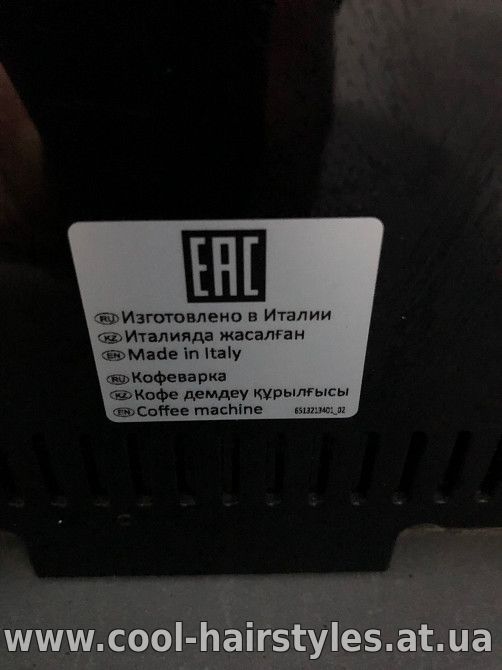 EAC
RU Изготовлено в Италии
KZ Италияда жасалған
EN Made in Italy
RU Кофеварка
KZ Кофе демдеу құрылғысы
EN Coffee machine 6513213401_02
www.cool-hairstyles.at.ua